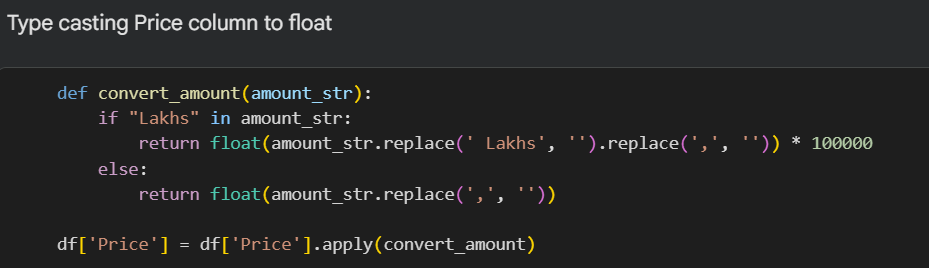 Type casting Price column to float
def convert_amount(amount_str):
    if "Lakhs" in amount_str:
        return float(amount_str.replace(' Lakhs', '').replace(',', '')) * 100000
    else:
        return float(amount_str.replace(',', ''))
df['Price'] = df['Price'].apply(convert_amount)